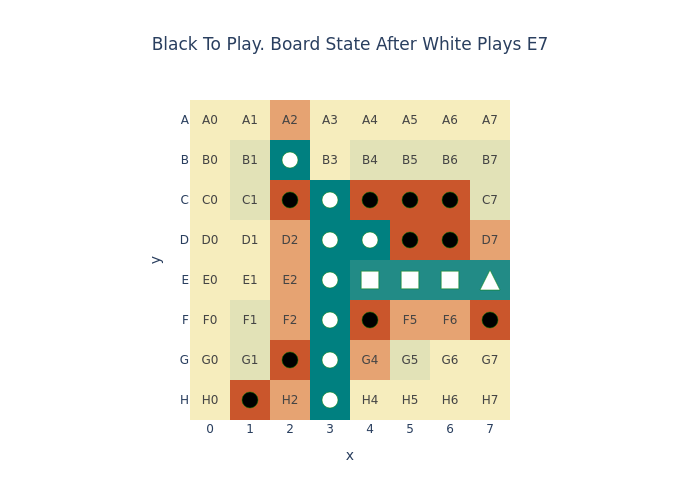 Black To Play. Board State After White Plays E7
A A0 A1 A2 A3 A4 A5 A6 A7
B B0 B1 B3 B4 B5 B6 B7
C C0 C1 C7
D D0 D1 D2 D7
E E0 E1 E2
F F0 F1 F2 F5 F6
G G0 G1 G4 G5 G6 G7
H H0 H2 H4 H5 H6 H7
0 1 2 3 4 5 6 7
x
y